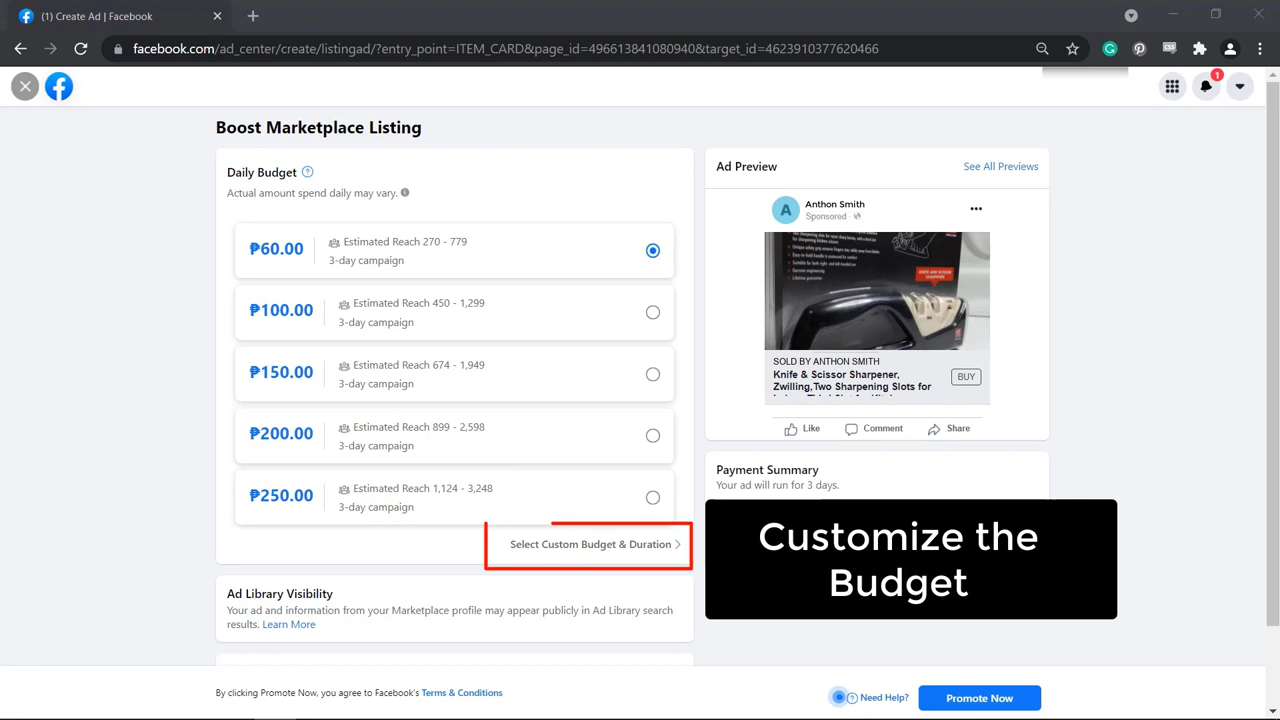 (1) Create Ad | Facebook
facebook.com/ad_center/create/listingad/?entry_point=ITEM_CARD&page_id=496613841080940&target_id=4623910377620466
1
Boost Marketplace Listing
Daily Budget
Actual amount spend daily may vary.
₱60.00
Estimated Reach 270 - 779
3-day campaign
₱100.00
Estimated Reach 450 - 1,299
3-day campaign
₱150.00
Estimated Reach 674 - 1,949
3-day campaign
₱200.00
Estimated Reach 899 - 2,598
3-day campaign
₱250.00
Estimated Reach 1,124 - 3,248
3-day campaign
Select Custom Budget & Duration
Ad Library Visibility
Your ad and information from your Marketplace profile may appear publicly in Ad Library search
results. Learn More
Ad Preview
See All Previews
A
Anthon Smith
Sponsored ·
KNIFE AND SCISSOR
SHARPENER
SOLD BY ANTHON SMITH
Knife & Scissor Sharpener,
Zwilling,Two Sharpening Slots for
BUY
Like
Comment
Share
Payment Summary
Your ad will run for 3 days.
Customize the
Budget
By clicking Promote Now, you agree to Facebook's Terms & Conditions
Need Help?
Promote Now